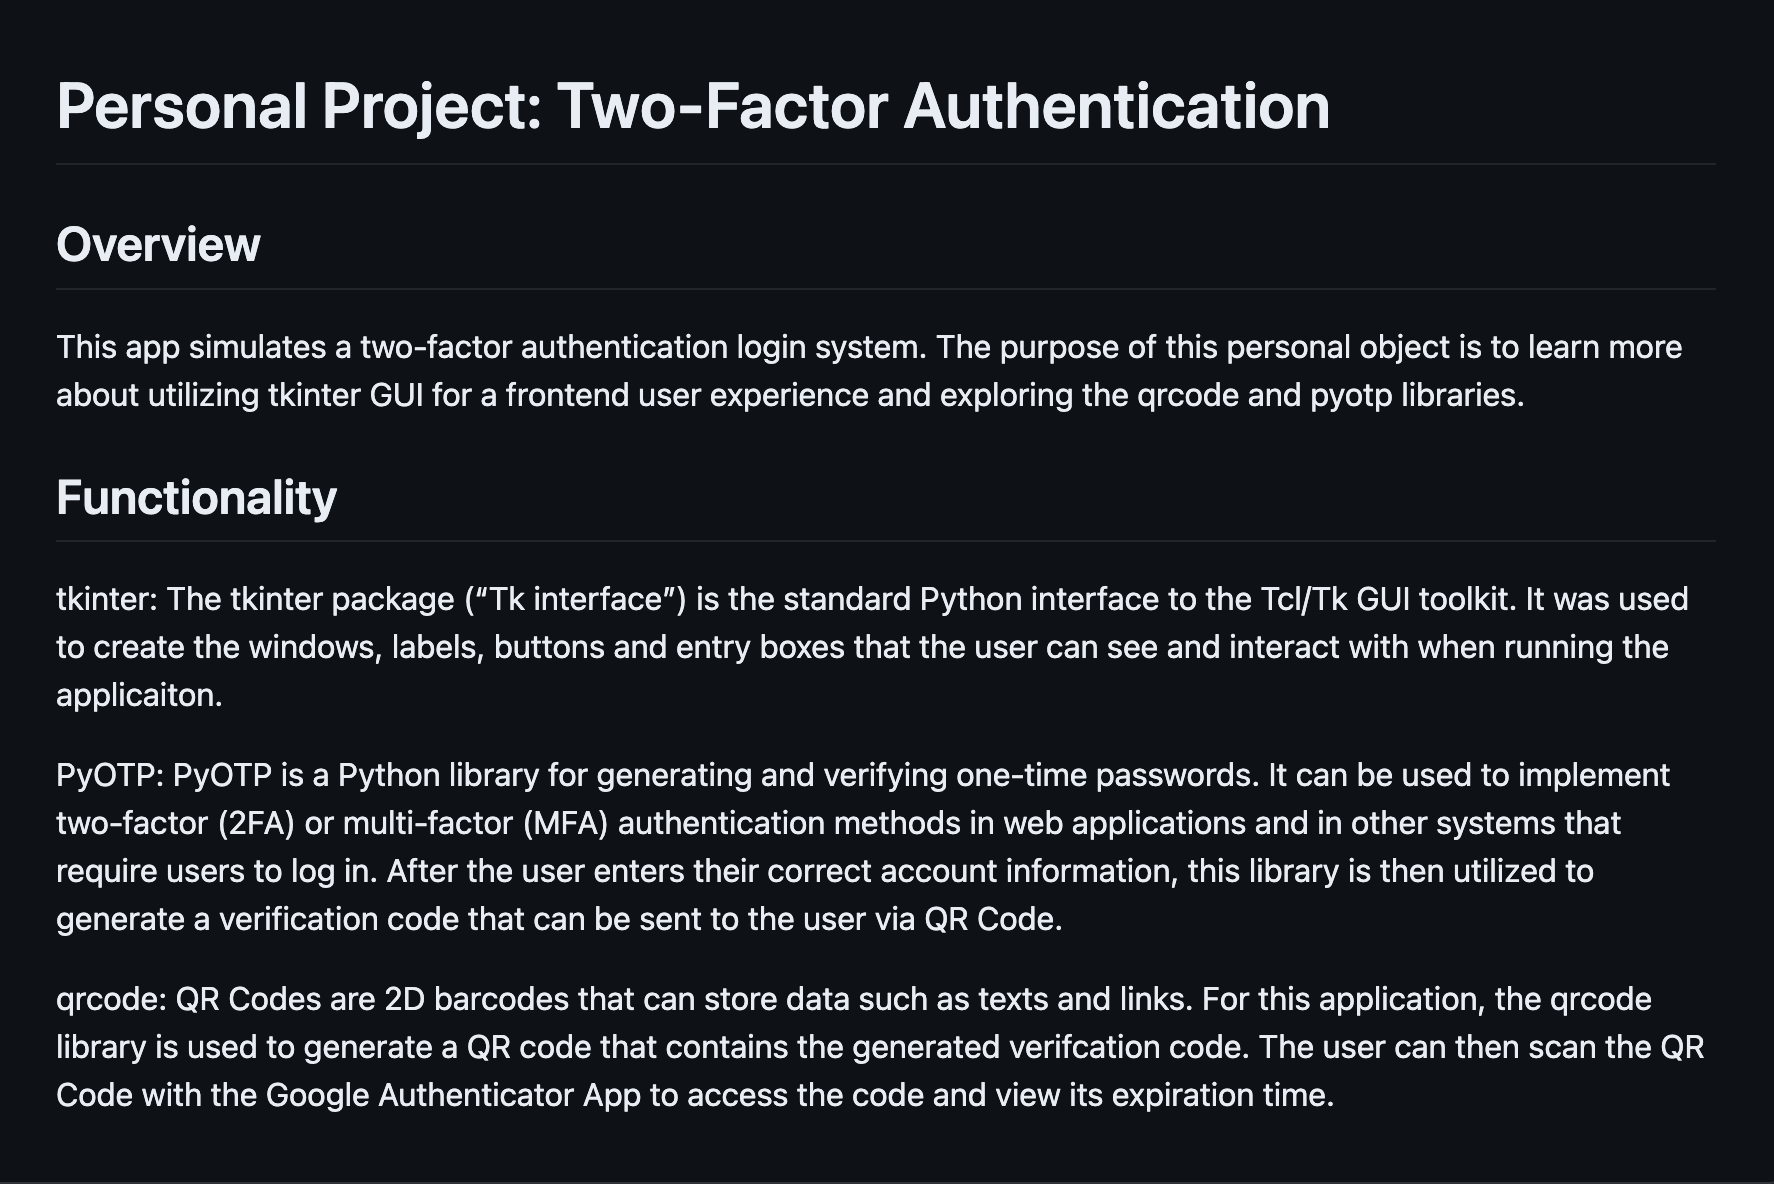 Personal Project: Two-Factor Authentication
Overview
This app simulates a two-factor authentication login system. The purpose of this personal object is to learn more
about utilizing tkinter GUI for a frontend user experience and exploring the qrcode and pyotp libraries.
Functionality
tkinter: The tkinter package (“Tk interface”) is the standard Python interface to the Tcl/Tk GUI toolkit. It was used
to create the windows, labels, buttons and entry boxes that the user can see and interact with when running the
applicaiton.
PyOTP: PyOTP is a Python library for generating and verifying one-time passwords. It can be used to implement
two-factor (2FA) or multi-factor (MFA) authentication methods in web applications and in other systems that
require users to log in. After the user enters their correct account information, this library is then utilized to
generate a verification code that can be sent to the user via QR Code.
qrcode: QR Codes are 2D barcodes that can store data such as texts and links. For this application, the qrcode
library is used to generate a QR code that contains the generated verifcation code. The user can then scan the QR
Code with the Google Authenticator App to access the code and view its expiration time.